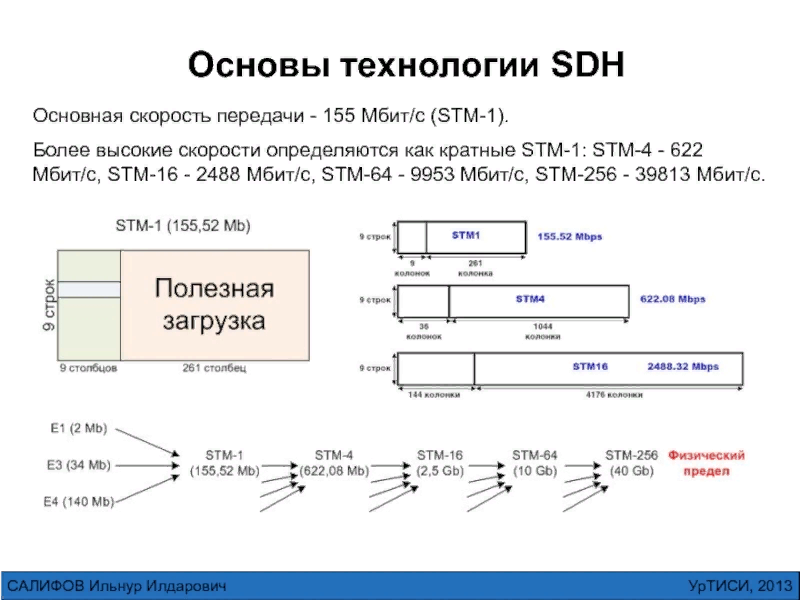 Основы технологии SDH
Основная скорость передачи - 155 Мбит/с (STM-1).
Более высокие скорости определяются как кратные STM-1: STM-4 - 622
Мбит/с, STM-16 - 2488 Мбит/с, STM-64 - 9953 Мбит/с, STM-256 - 39813 Мбит/с.
STM-1 (155,52 Mb)
9 строк
Полезная
загрузка
9 столбцов
261 столбец
9 строк
STM1
155.52 Mbps
9
колонок
261
колонка
9 строк
STM4
622.08 Mbps
36
колонок
1044
колонки
9 строк
STM16
2488.32 Mbps
144 колонки
4176 колонки
E1 (2 Mb)
E3 (34 Mb)
E4 (140 Mb)
STM-1
(155,52 Mb)
STM-4
(622,08 Mb)
STM-16
(2,5 Gb)
STM-64
(10 Gb)
STM-256
(40 Gb)
Физический
предел
САЛИФОВ Ильнур Илдарович
УрТИСИ, 2013